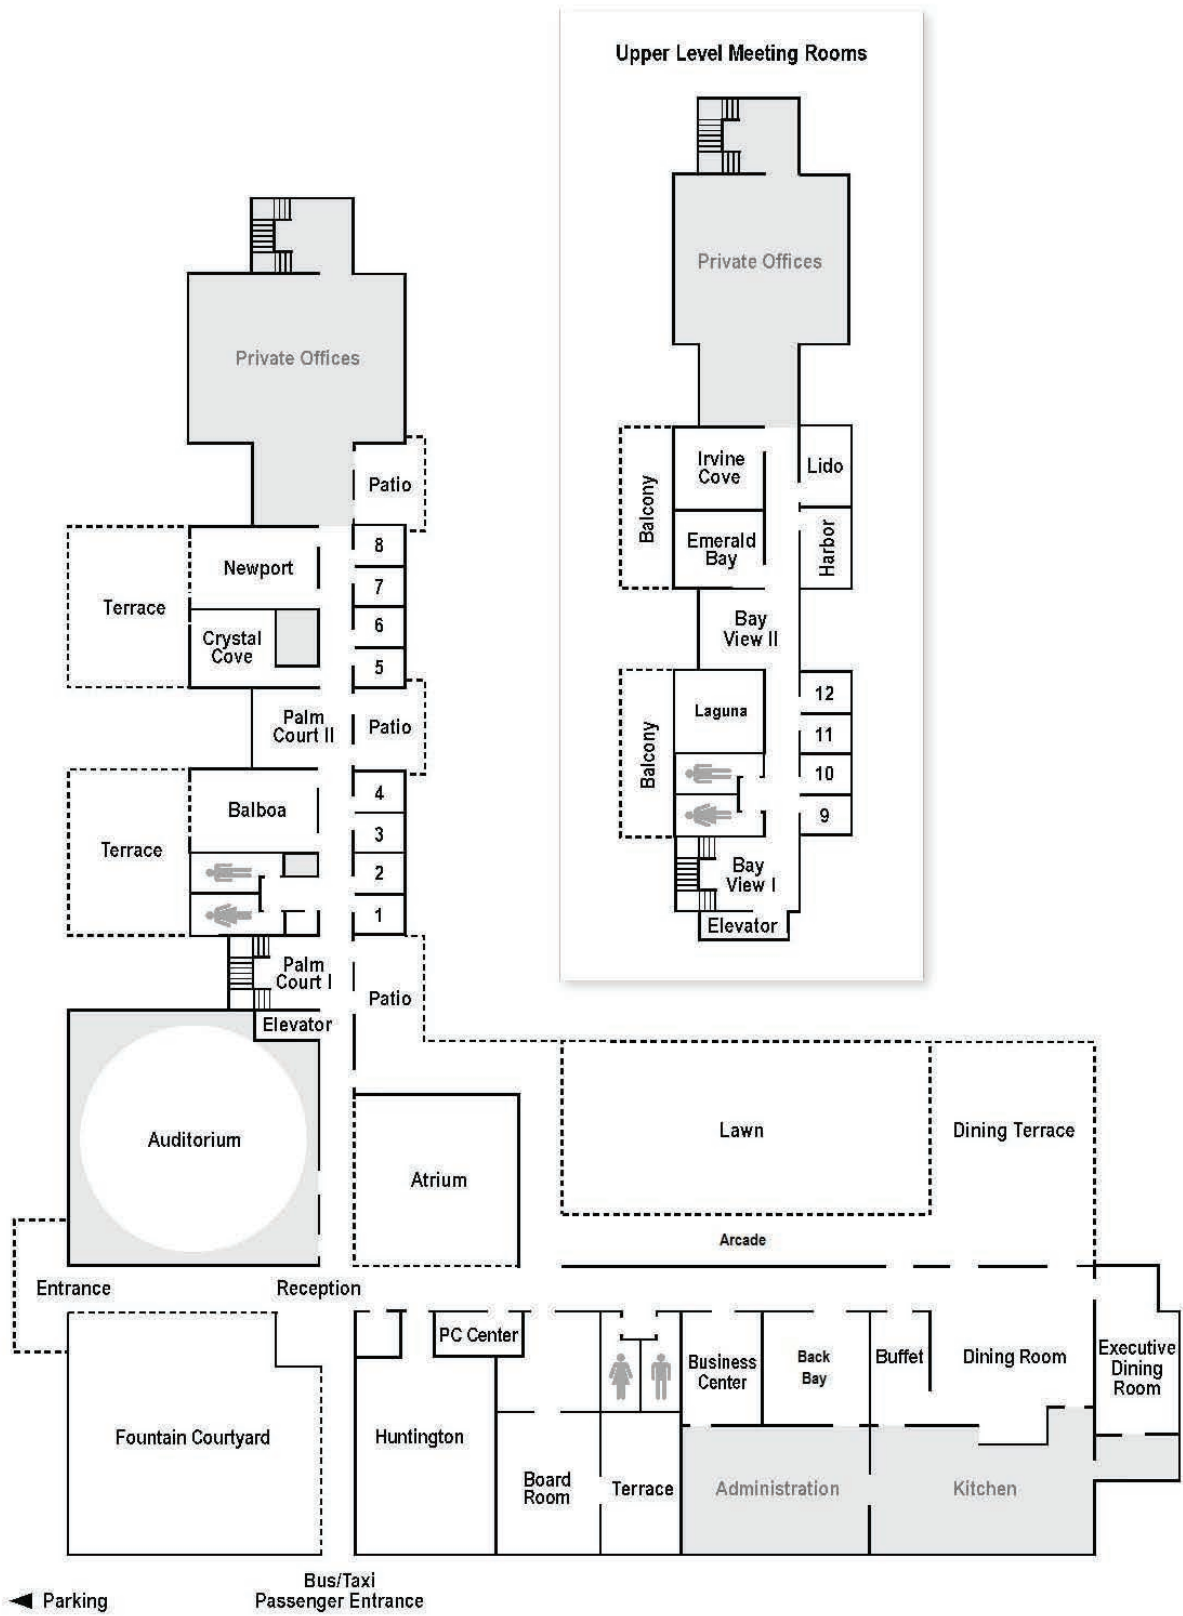 Upper Level Meeting Rooms
Private Offices
Irvine
Cove
Lido
Balcony
Emerald
Bay
Harbor
Bay
View II
Laguna
12
11
Balcony
10
9
Bay
View I
Elevator
Private Offices
Patio
8
Newport
7
Terrace
6
Crystal
Cove
5
Palm
Court II
Patio
4
Balboa
3
Terrace
2
1
Palm
Court I
Patio
Elevator
Auditorium
Atrium
Lawn
Dining Terrace
Arcade
Entrance
Reception
PC Center
Business
Center
Back
Bay
Buffet
Dining Room
Executive
Dining
Room
Fountain Courtyard
Huntington
Board
Room
Terrace
Administration
Kitchen
Bus/Taxi
Passenger Entrance
Parking